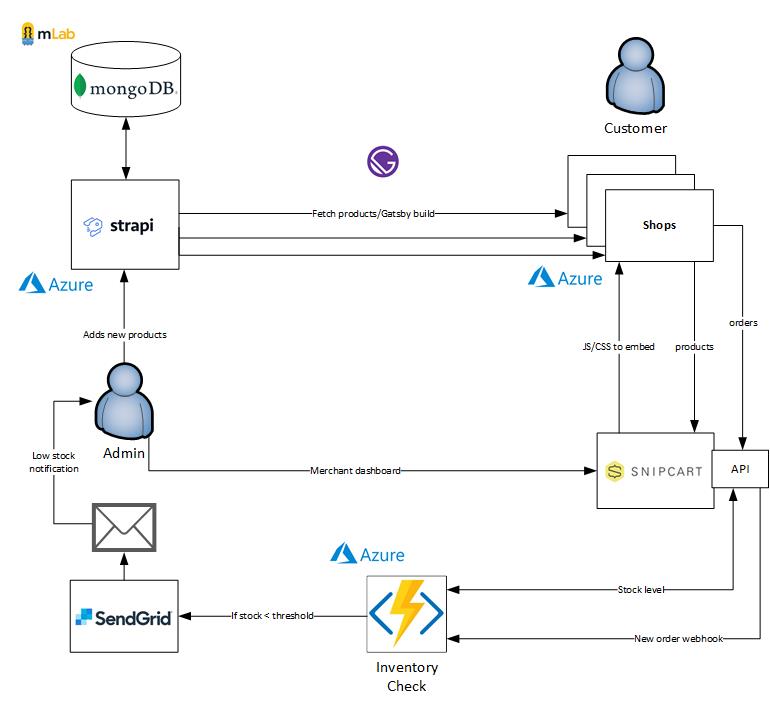 mLab
mongoDB
Customer
strapi
Fetch products/Gatsby build
Shops
Azure
Azure
Adds new products
JS/CSS to embed
products
orders
Admin
Low stock
notification
Merchant dashboard
SNIPCART
API
Azure
Stock level
SendGrid
If stock < threshold
New order webhook
Inventory
Check